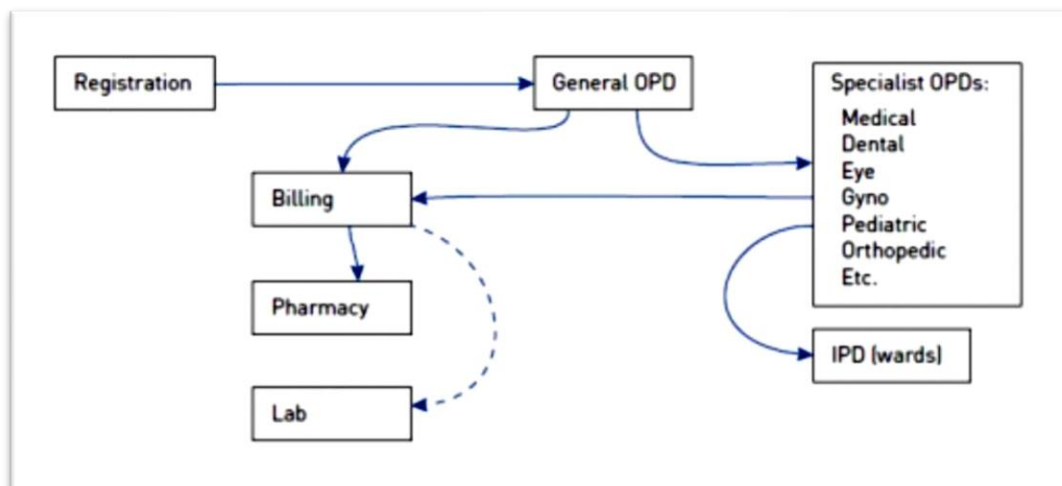 Registration
General OPD
Specialist OPDs:
Medical
Dental
Eye
Gyno
Pediatric
Orthopedic
Etc.
Billing
Pharmacy
IPD (wards)
Lab